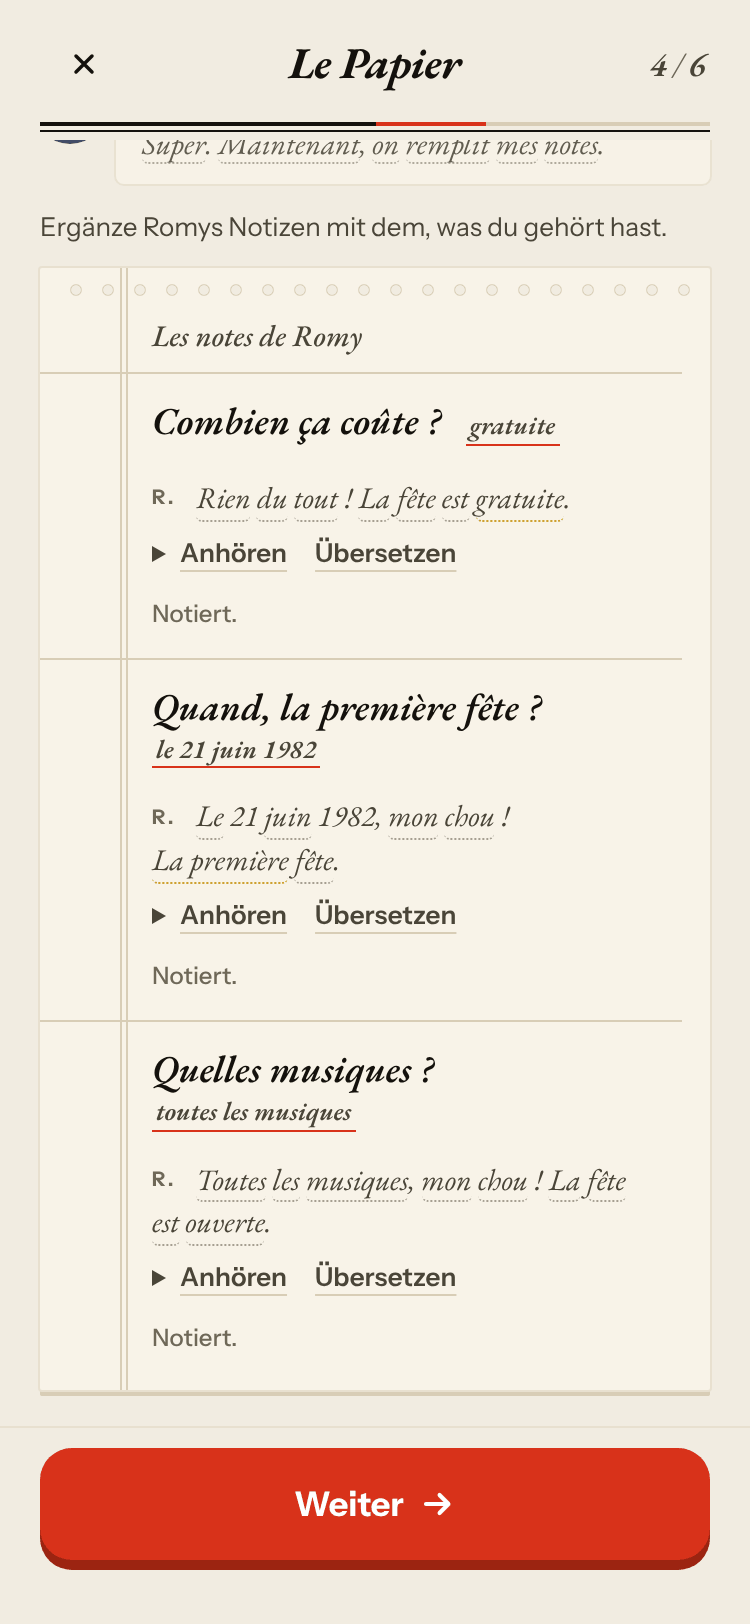 Le Papier
4/6
Super. Maintenant, on remplit mes notes.
Ergänze Romys Notizen mit dem, was du gehört hast.
Les notes de Romy
Combien ça coûte ? gratuite
R. Rien du tout ! La fête est gratuite.
Anhören Übersetzen
Notiert.
Quand, la première fête ?
le 21 juin 1982
R. Le 21 juin 1982, mon chou !
La première fête.
Anhören Übersetzen
Notiert.
Quelles musiques ?
toutes les musiques
R. Toutes les musiques, mon chou ! La fête
est ouverte.
Anhören Übersetzen
Notiert.
Weiter →